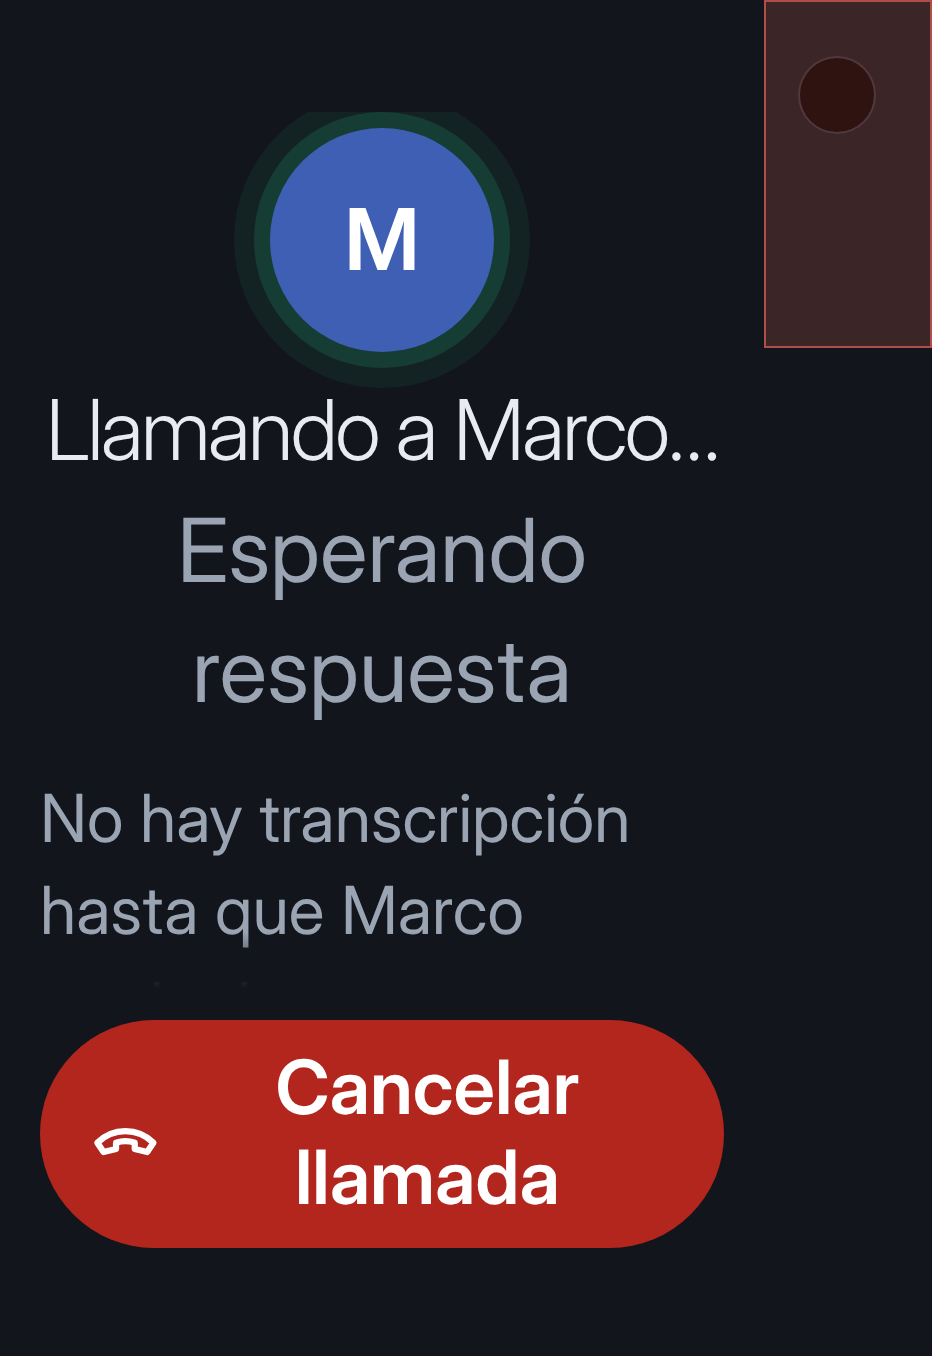 M
Llamando a Marco...
Esperando
respuesta
No hay transcripción
hasta que Marco
Cancelar
llamada